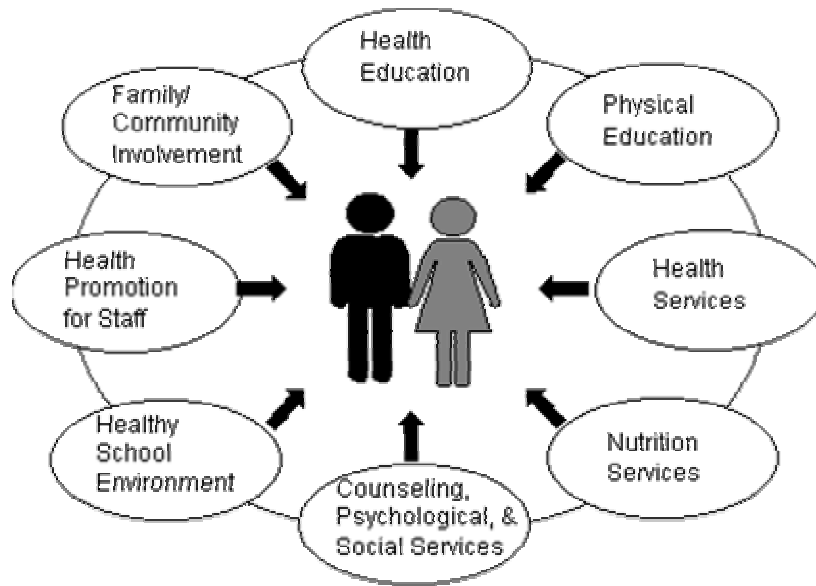 Health
Education
Physical
Education
Health
Services
Nutrition
Services
Counseling,
Psychological, &
Social Services
Healthy
School
Environment
Health
Promotion
for Staff
Family/
Community
Involvement